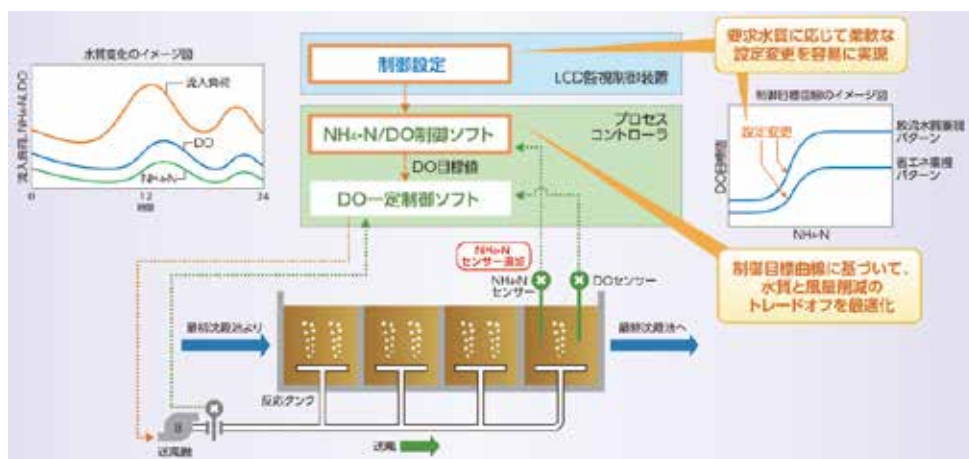 水質変化のイメージ図
流入負荷, NH₄-N, DO
流入負荷
DO
NH₄-N
0
12
24
時間
制御設定
LCD監視制御装置
NH₄-N/DO制御ソフト
プロセス
コントローラ
DO目標値
DO一定制御ソフト
要求水質に応じて柔軟な
設定変更を容易に実現
制御目標曲線のイメージ図
DO目標値
設定変更
放流水質重視
パターン
省エネ重視
パターン
NH₄-N
制御目標曲線に基づいて、
水質と風量削減の
トレードオフを最適化
NH₄-N
センサー追加
NH₄-N
センサー
DOセンサー
最初沈殿池より
最終沈殿池へ
反応タンク
B
送風機
送風